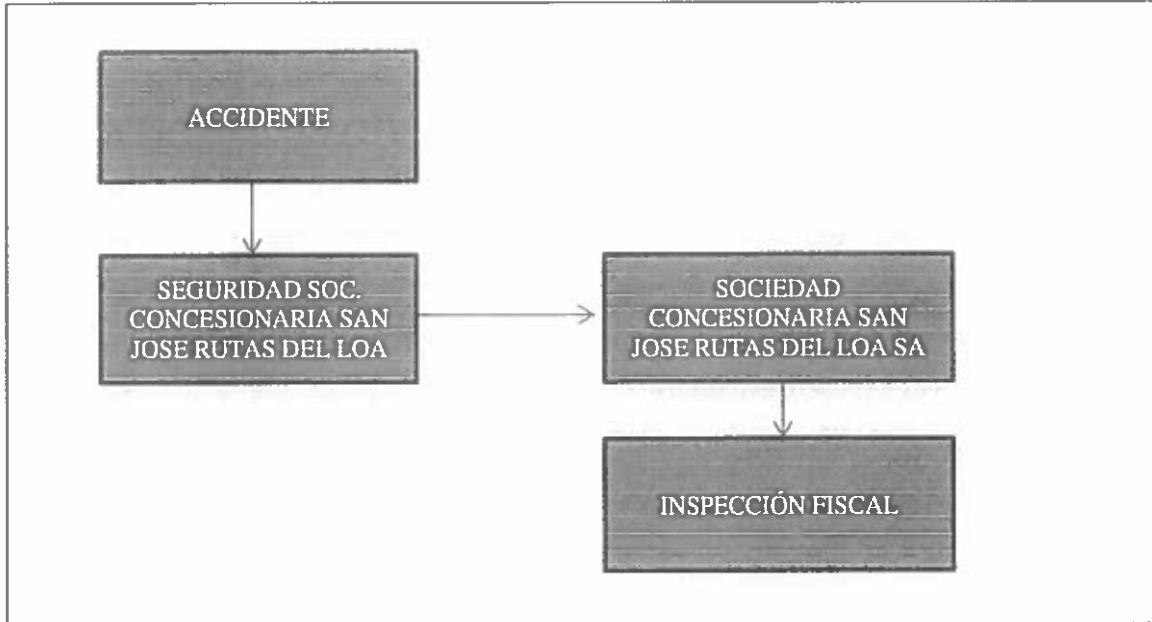 ACCIDENTE
SEGURIDAD SOC.
CONCESIONARIA SAN
JOSE RUTAS DEL LOA
SOCIEDAD
CONCESIONARIA SAN
JOSE RUTAS DEL LOA SA
INSPECCIÓN FISCAL